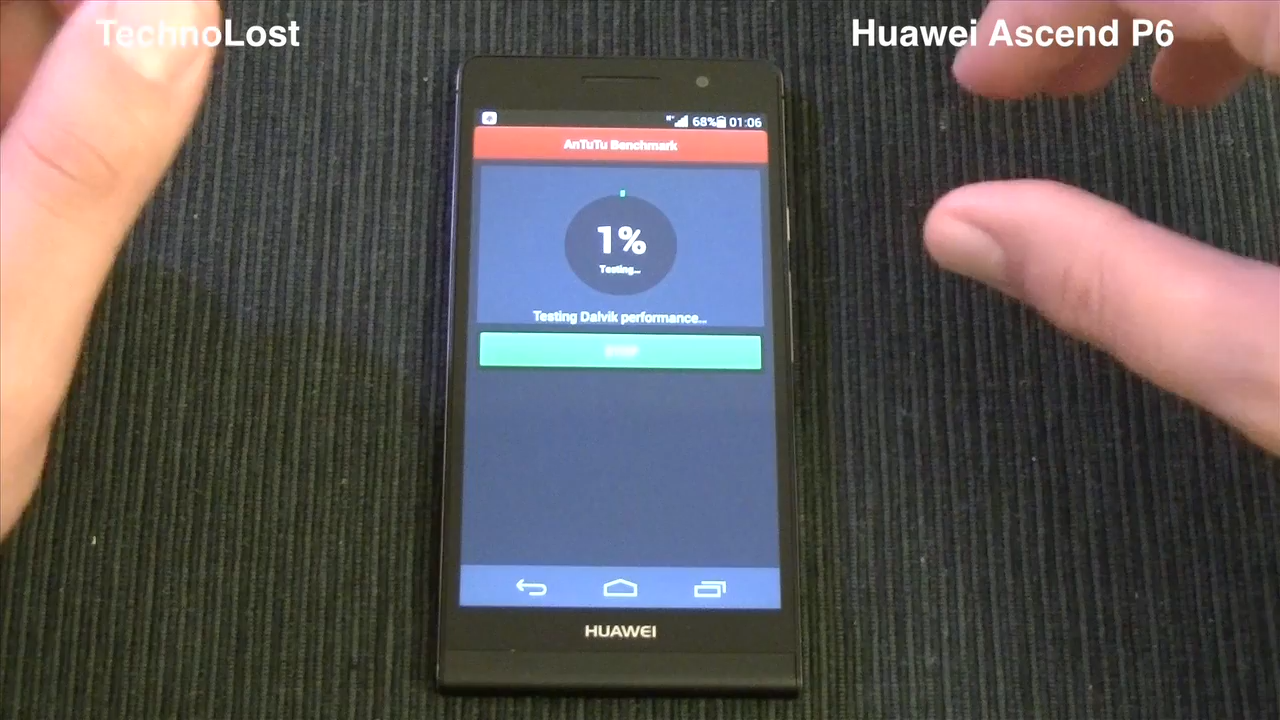 TechnoLost
Huawei Ascend P6
H+ 68% 01:06
AnTuTu Benchmark
1%
Testing...
Testing Dalvik performance...
HUAWEI